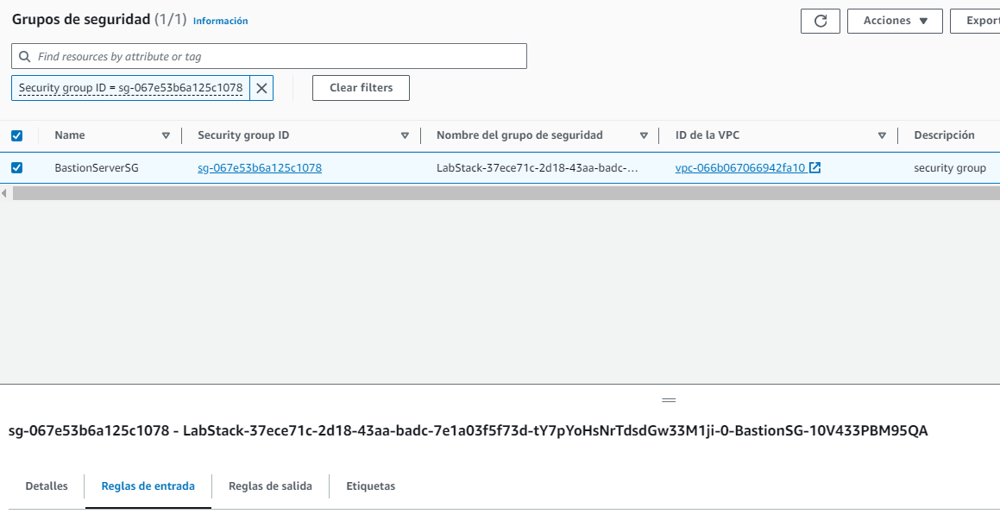 Grupos de seguridad (1/1) Información
Acciones
Export
Find resources by attribute or tag
Security group ID = sg-067e53b6a125c1078
Clear filters
Name Security group ID Nombre del grupo de seguridad ID de la VPC Descripción
BastionServerSG sg-067e53b6a125c1078 LabStack-37ece71c-2d18-43aa-badc-... vpc-066b067066942fa10 security group
sg-067e53b6a125c1078 - LabStack-37ece71c-2d18-43aa-badc-7e1a03f5f73d-tY7pYoHsNrTdsdGw33M1ji-0-BastionSG-10V433PBM95QA
Detalles Reglas de entrada Reglas de salida Etiquetas